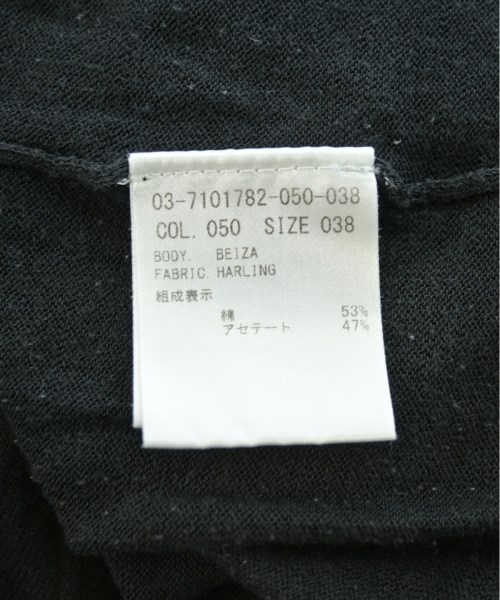 03-7101782-050-038
COL. 050 SIZE 038
BODY. BEIZA
FABRIC. HARLING
組成表示
綿 53%
アセテート 47%